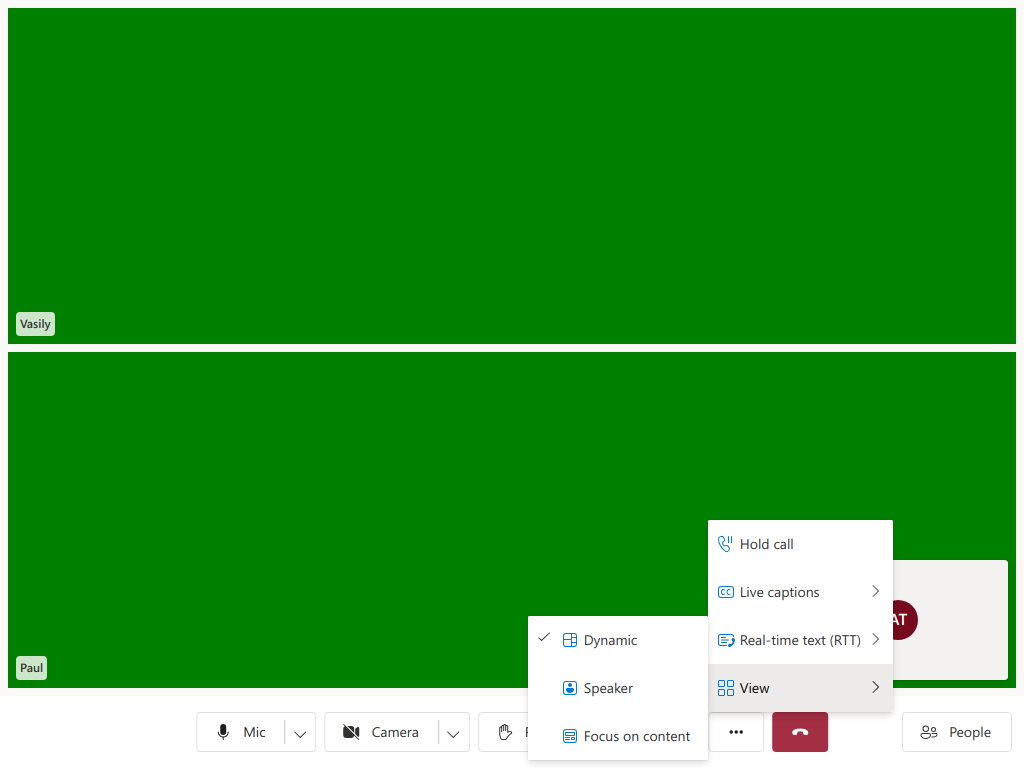 Vasily
Hold call
Live captions
Real-time text (RTT)
View
Dynamic
Speaker
Focus on content
AT
Paul
Mic
Camera
People